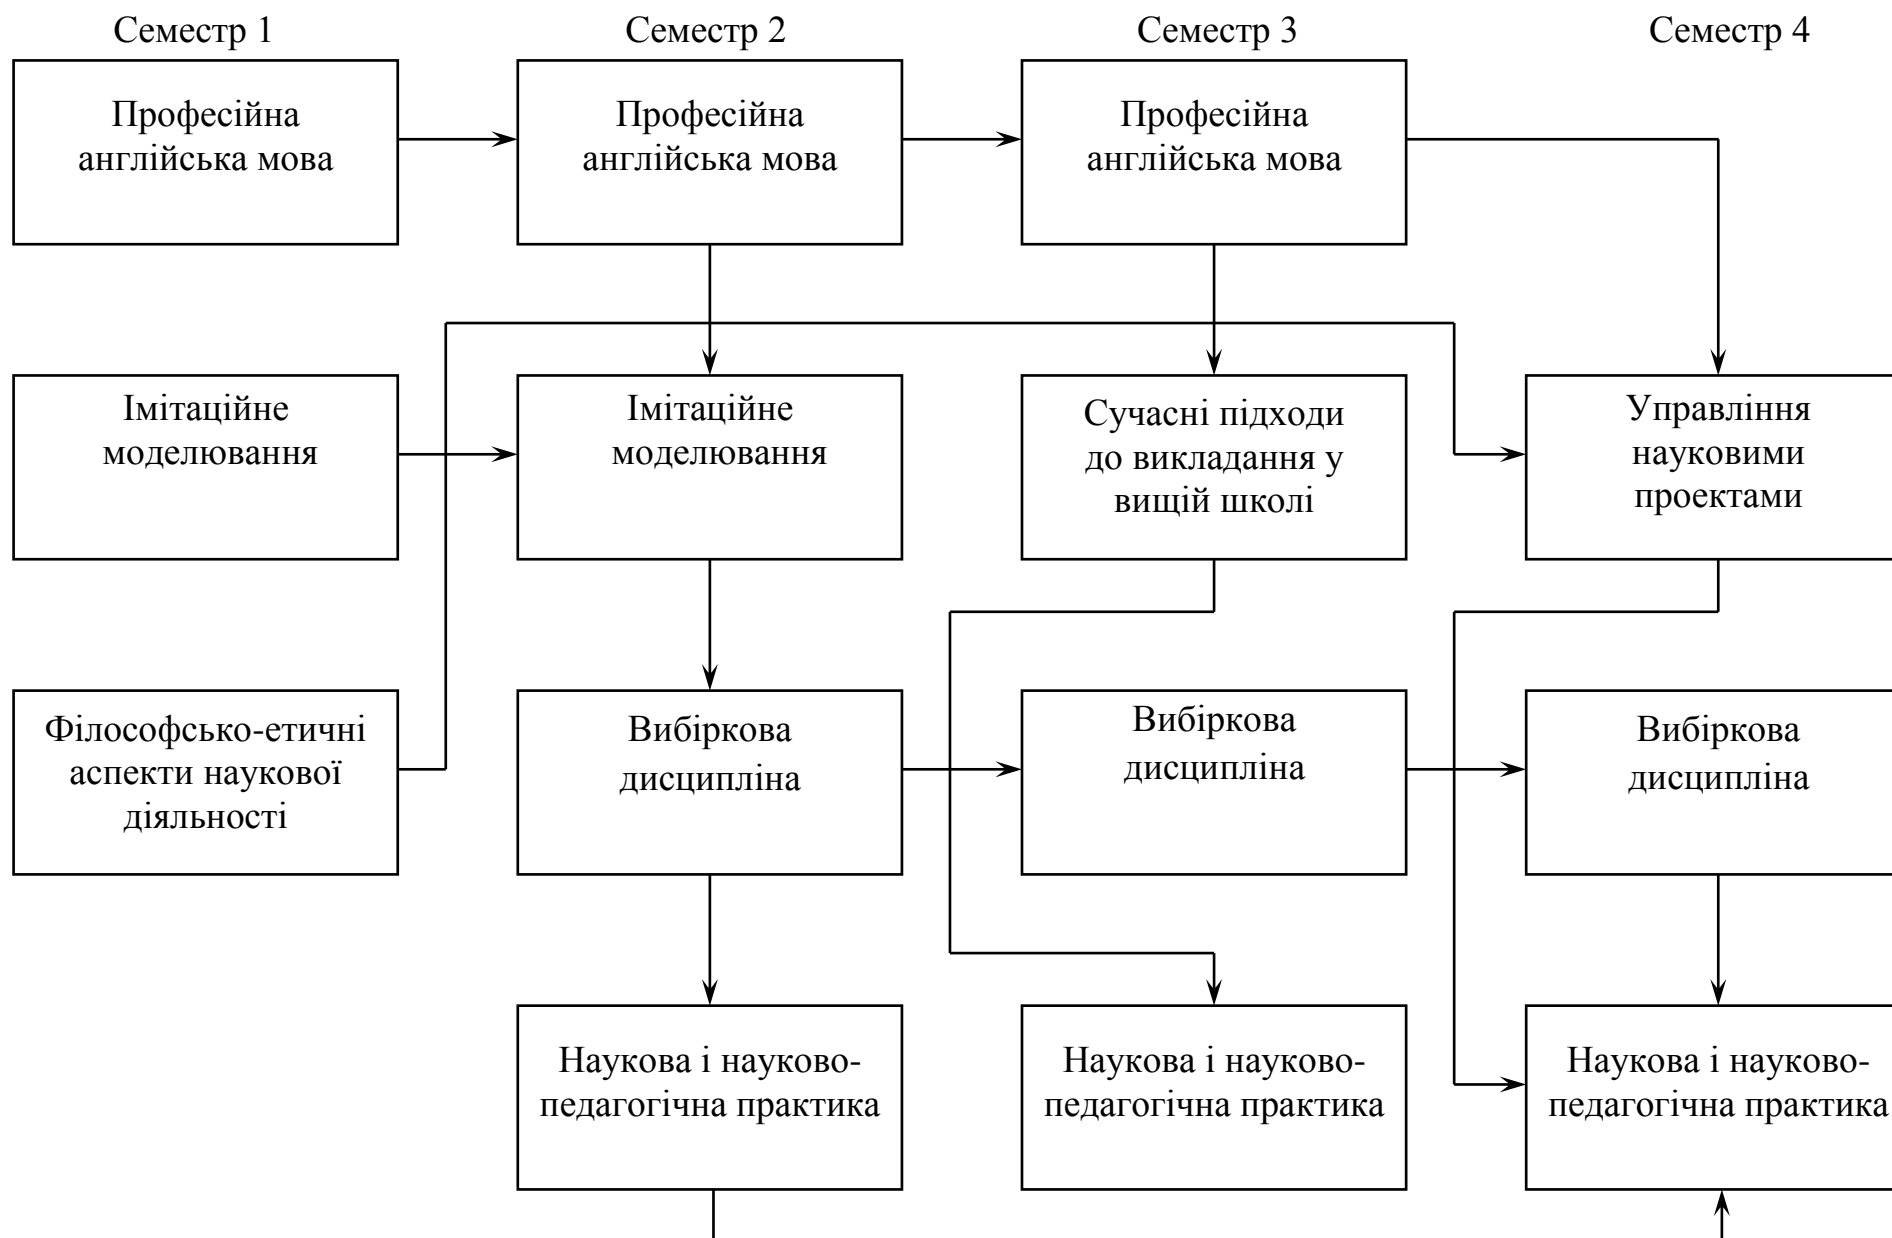 Семестр 1
Семестр 2
Семестр 3
Семестр 4
Професійна
англійська мова
Професійна
англійська мова
Професійна
англійська мова
Імітаційне
моделювання
Імітаційне
моделювання
Сучасні підходи
до викладання у
вищій школі
Управління
науковими
проектами
Філософсько-етичні
аспекти наукової
діяльності
Вибіркова
дисципліна
Вибіркова
дисципліна
Вибіркова
дисципліна
Наукова і науково-
педагогічна практика
Наукова і науково-
педагогічна практика
Наукова і науково-
педагогічна практика